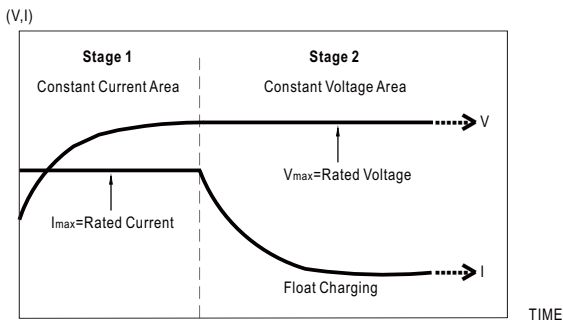 (V,I)
Stage 1
Constant Current Area
Stage 2
Constant Voltage Area
V
Vmax=Rated Voltage
Imax=Rated Current
I
Float Charging
TIME